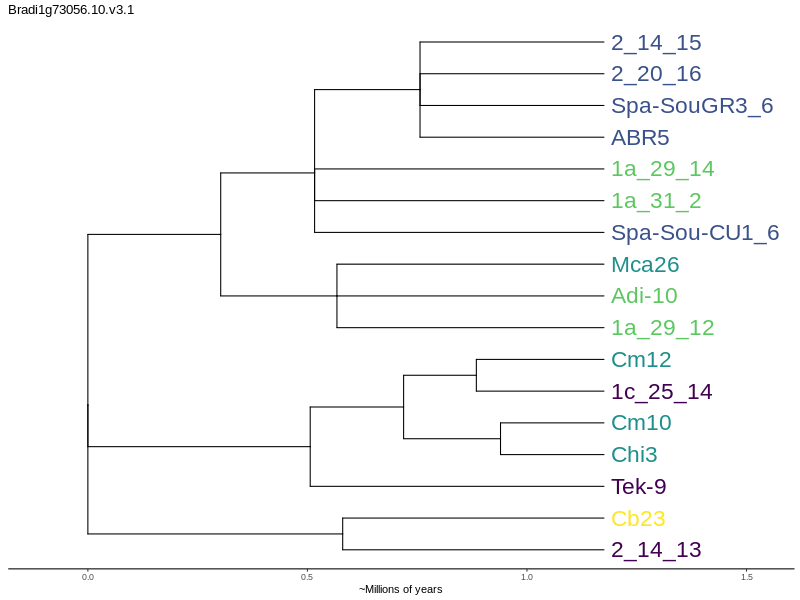 Bradi1g73056.10.v3.1
2_14_15
2_20_16
Spa-SouGR3_6
ABR5
1a_29_14
1a_31_2
Spa-Sou-CU1_6
Mca26
Adi-10
1a_29_12
Cm12
1c_25_14
Cm10
Chi3
Tek-9
Cb23
2_14_13
0.0 0.5 1.0 1.5
~Millions of years